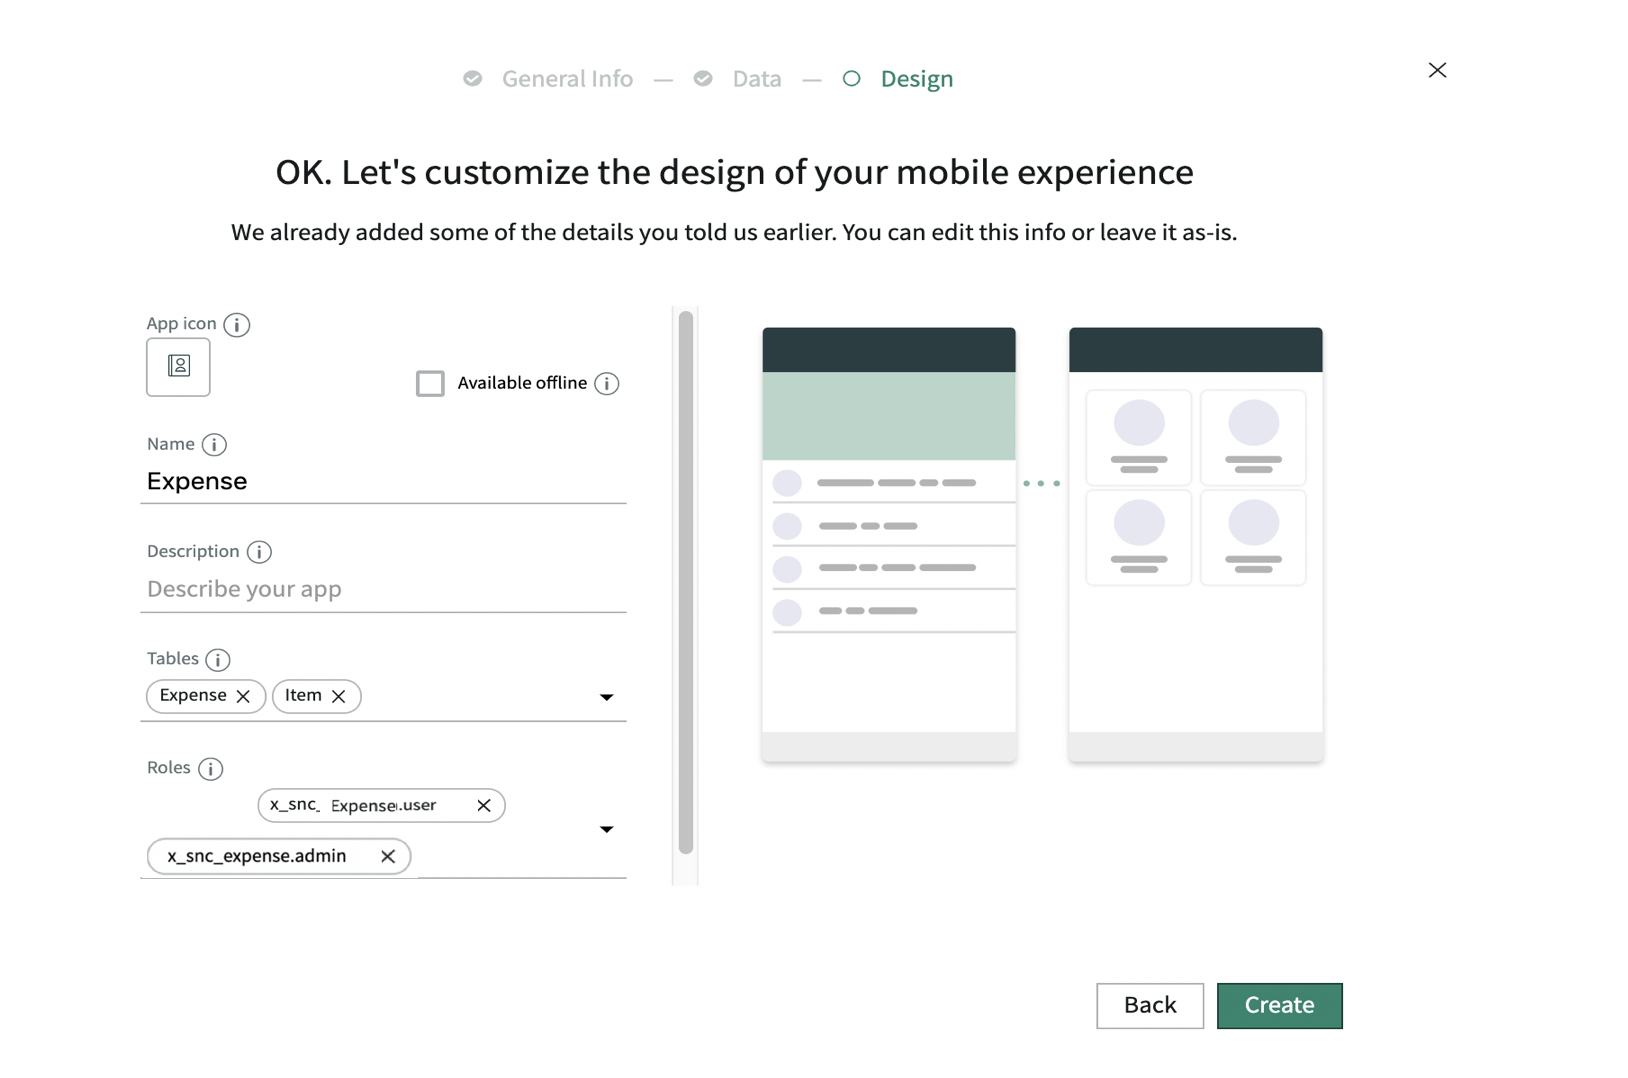 General Info — Data — Design
OK. Let's customize the design of your mobile experience
We already added some of the details you told us earlier. You can edit this info or leave it as-is.
App icon
Available offline
Name
Expense
Description
Describe your app
Tables
Expense Item
Roles
x_snc_ Expense.user
x_snc_expense.admin
Back Create